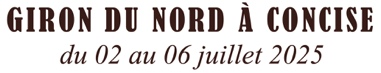 GIRON DU NORD À CONCISE
du 02 au 06 juillet 2025